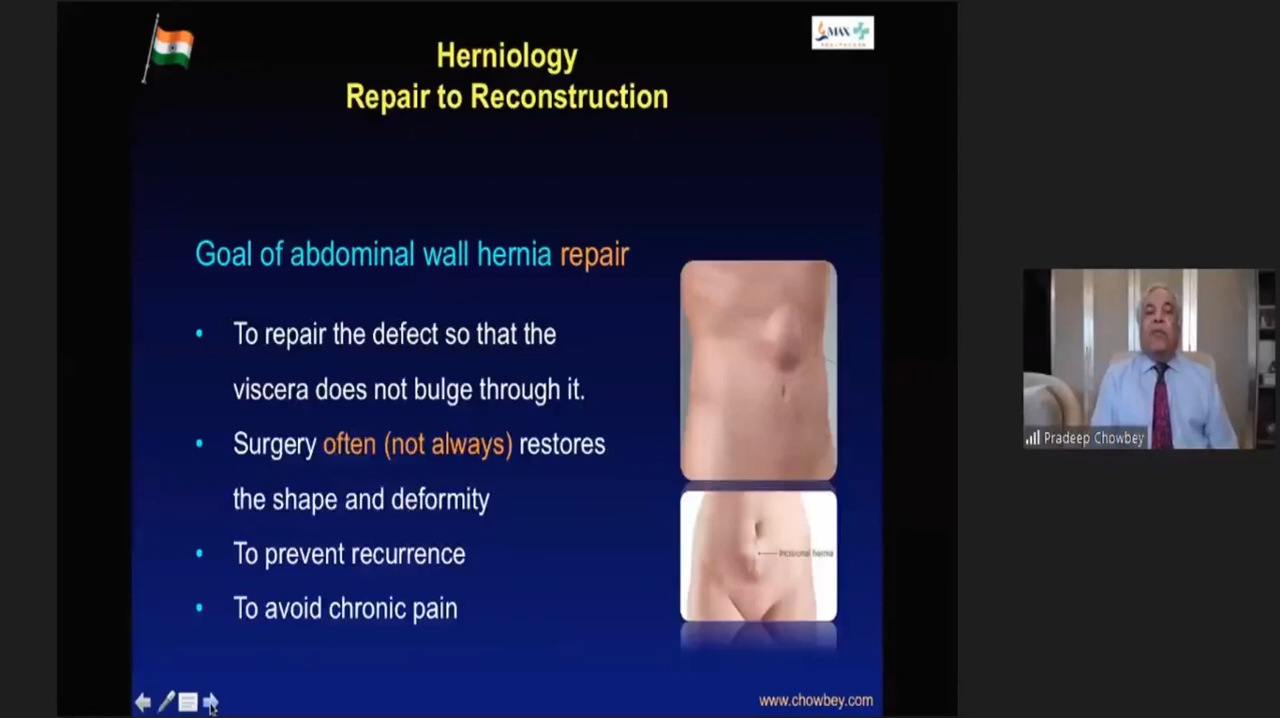 Herniology
Repair to Reconstruction
MAX
HEALTHCARE
Goal of abdominal wall hernia repair
• To repair the defect so that the
viscera does not bulge through it.
• Surgery often (not always) restores
the shape and deformity
• To prevent recurrence
• To avoid chronic pain
Incisional hernia
www.chowbey.com
Pradeep Chowbey